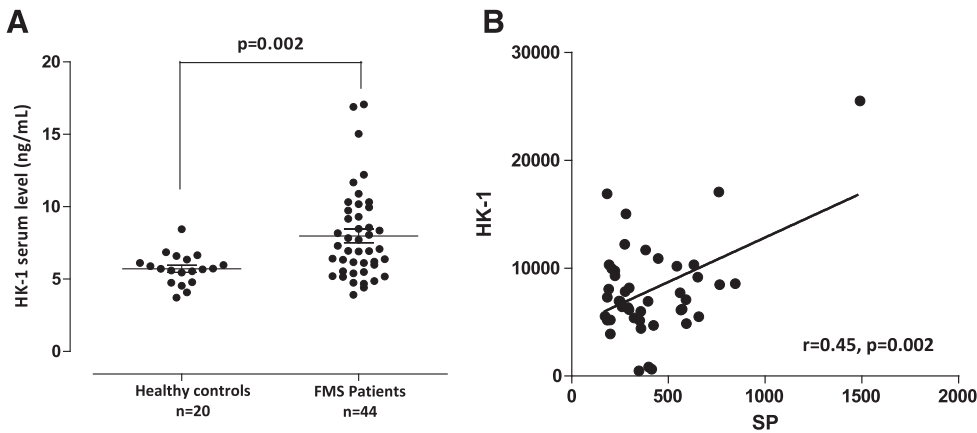 A
p=0.002
20
15
10
5
0
HK-1 serum level (ng/mL)
Healthy controls
n=20
FMS Patients
n=44
B
30000
20000
10000
0
HK-1
r=0.45, p=0.002
0 500 1000 1500 2000
SP